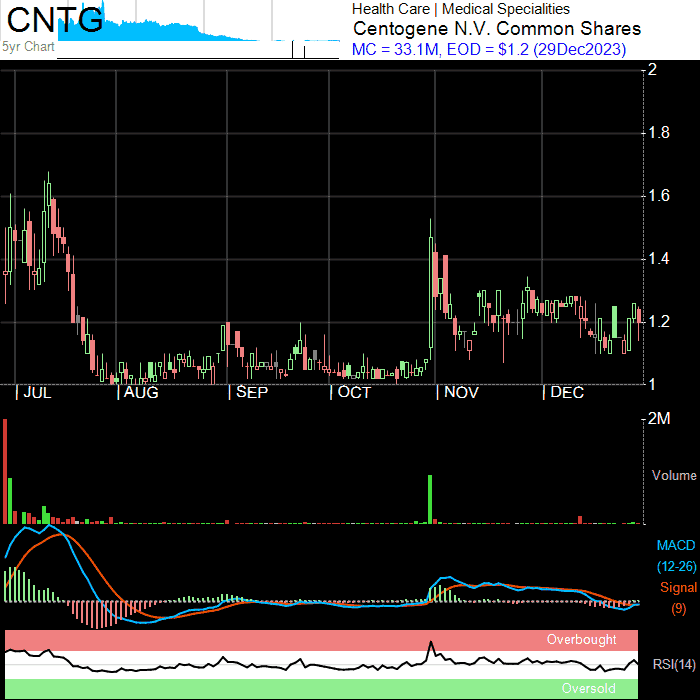 CNTG
5yr Chart
Health Care | Medical Specialities
Centogene N.V. Common Shares
MC = 33.1M, EOD = $1.2 (29Dec2023)
2
1.8
1.6
1.4
1.2
1
JUL AUG SEP OCT NOV DEC
2M
Volume
MACD
(12-26)
Signal
(9)
Overbought
RSI(14)
Oversold